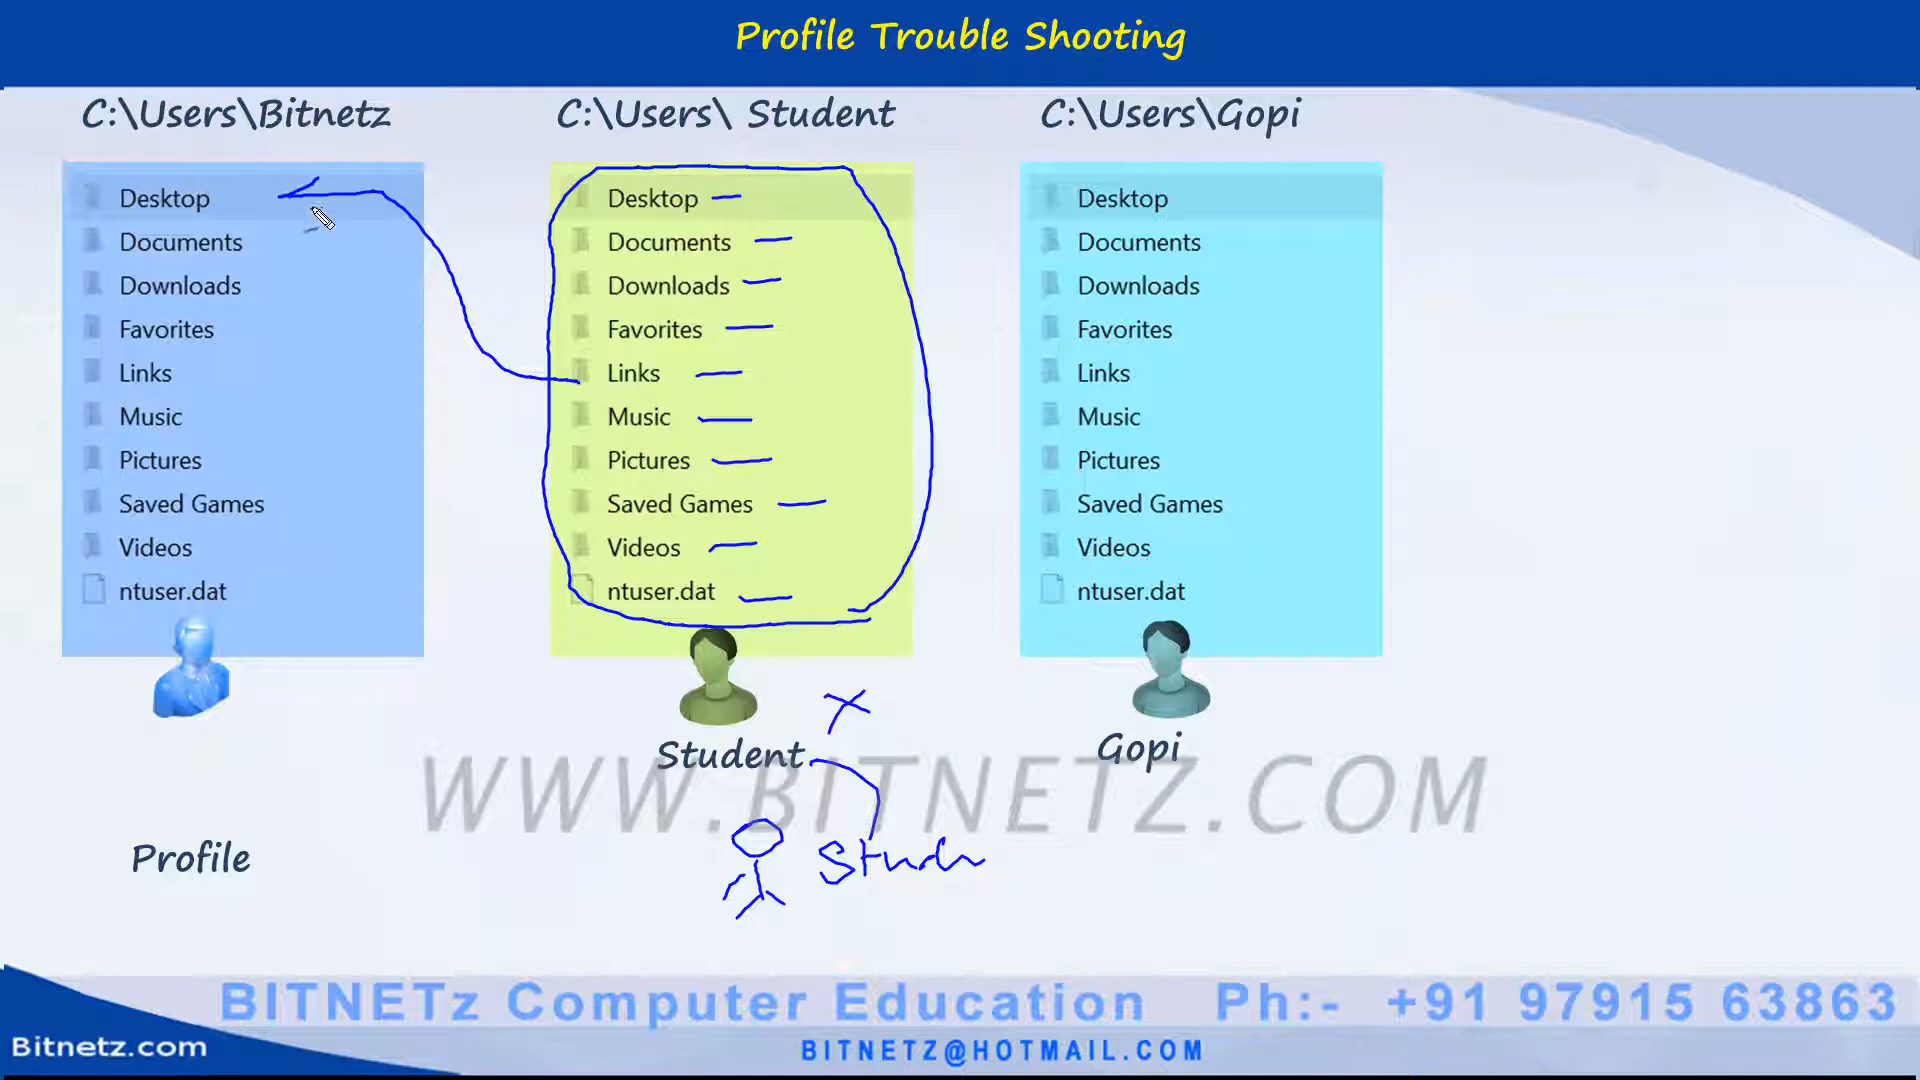 Profile Trouble Shooting
C:\Users\Bitnetz
Desktop
Documents
Downloads
Favorites
Links
Music
Pictures
Saved Games
Videos
ntuser.dat
C:\Users\ Student
Desktop
Documents
Downloads
Favorites
Links
Music
Pictures
Saved Games
Videos
ntuser.dat
Student
C:\Users\Gopi
Desktop
Documents
Downloads
Favorites
Links
Music
Pictures
Saved Games
Videos
ntuser.dat
Gopi
WWW.BITNETZ.COM
Profile
BITNETz Computer Education Ph:- +91 97915 63863
Bitnetz.com
BITNETZ@HOTMAIL.COM